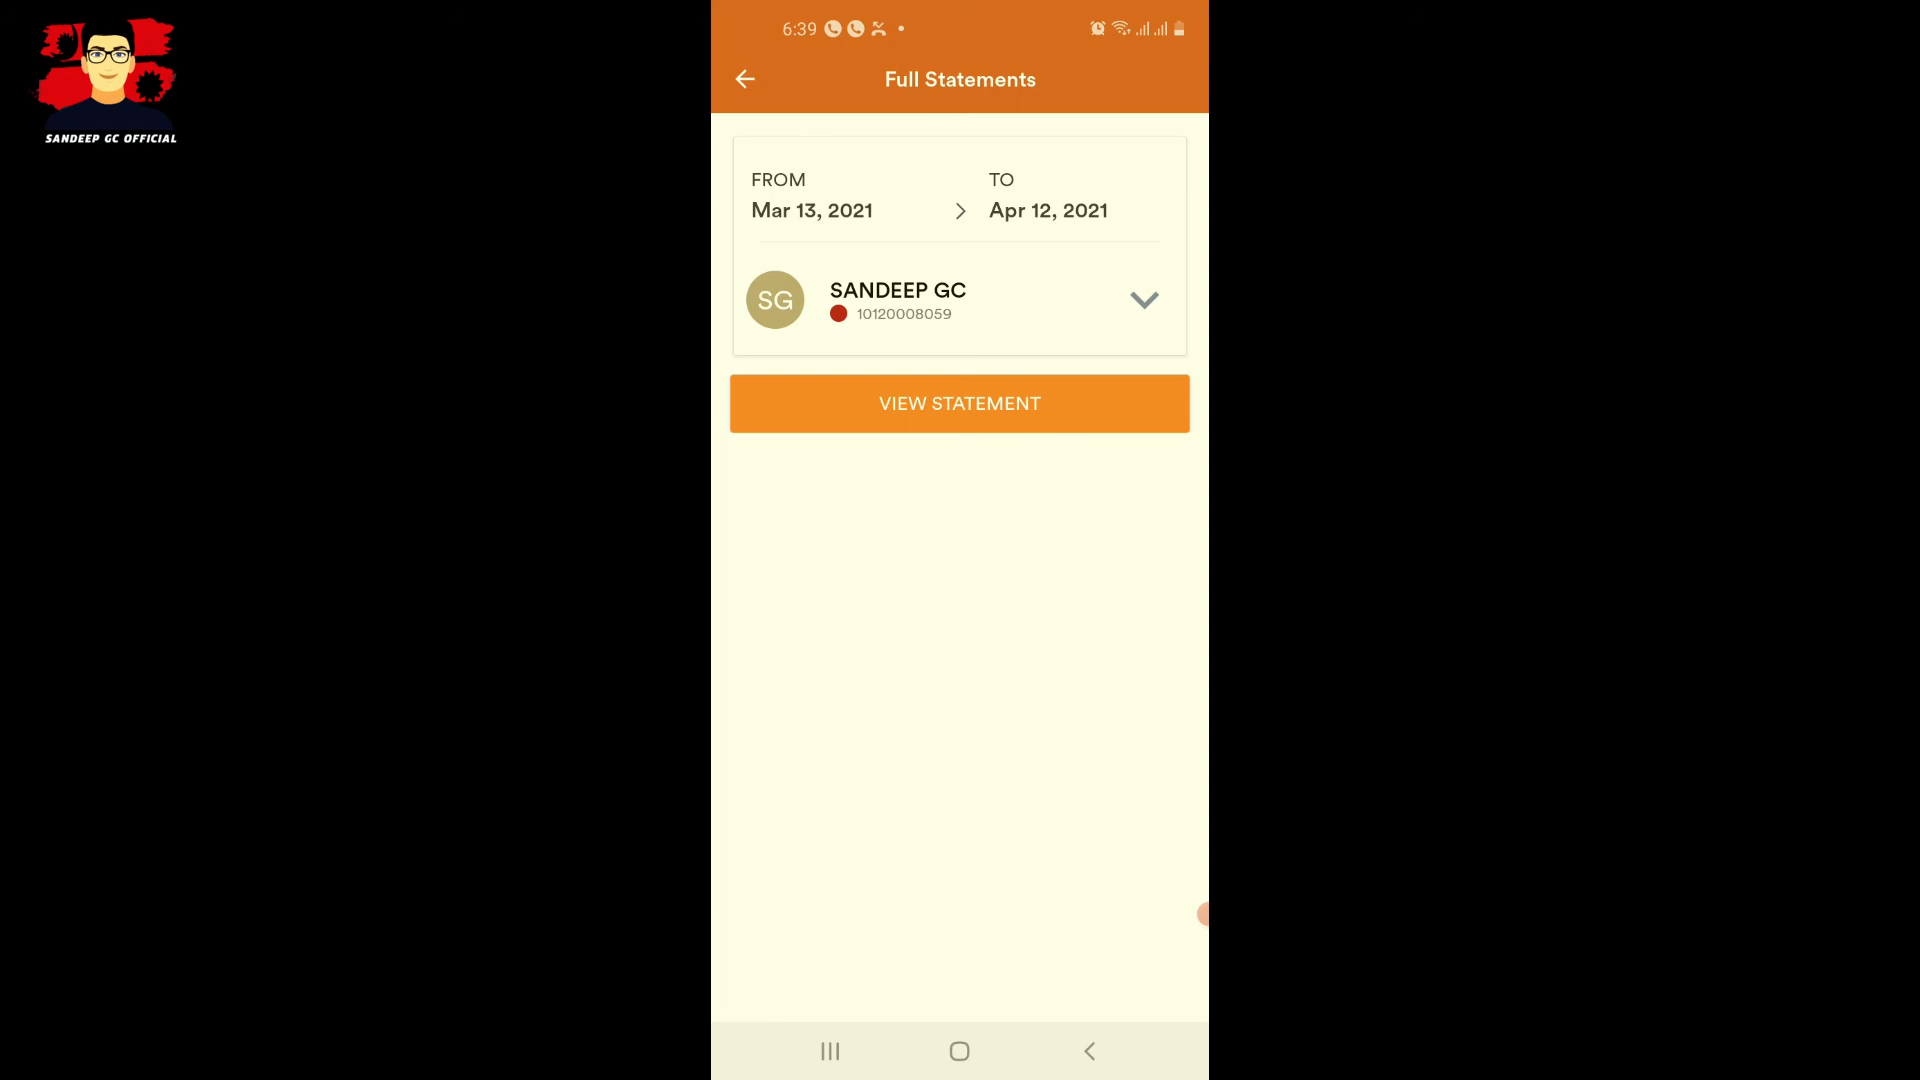 SANDEEP GC OFFICIAL
6:39
Full Statements
FROM
TO
Mar 13, 2021
Apr 12, 2021
SG
SANDEEP GC
10120008059
VIEW STATEMENT